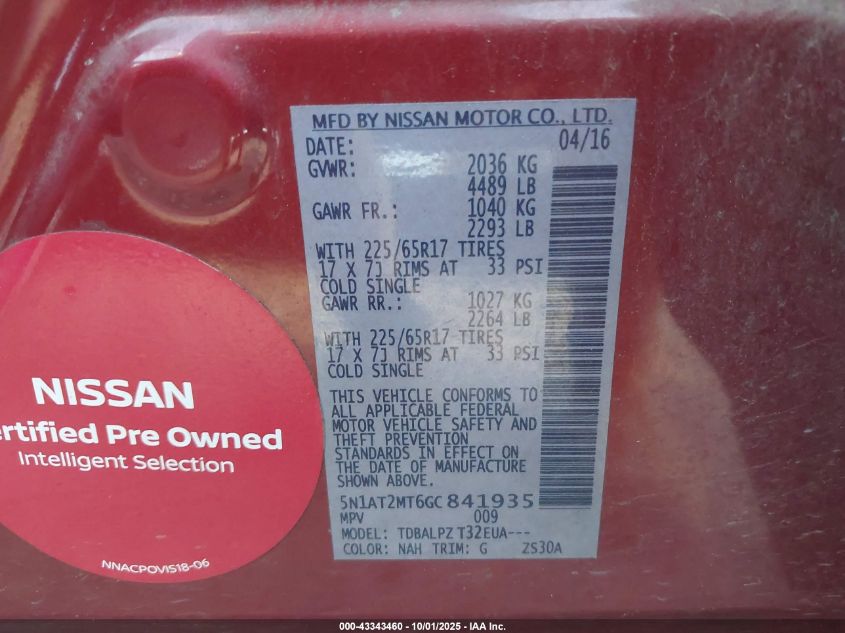 MFD BY NISSAN MOTOR CO., LTD.
DATE: 04/16
GVWR: 2036 KG
4489 LB
GAWR FR.: 1040 KG
2293 LB
WITH 225/65R17 TIRES
17 X 7J RIMS AT 33 PSI
COLD SINGLE
GAWR RR.: 1027 KG
2264 LB
WITH 225/65R17 TIRES
17 X 7J RIMS AT 33 PSI
COLD SINGLE
THIS VEHICLE CONFORMS TO
ALL APPLICABLE FEDERAL
MOTOR VEHICLE SAFETY AND
THEFT PREVENTION
STANDARDS IN EFFECT ON
THE DATE OF MANUFACTURE
SHOWN ABOVE.
5N1AT2MT6GC841935
MPV 009
MODEL: TDBALPZ T32EUA---
COLOR: NAH TRIM: G ZS30A
NISSAN
ertified Pre Owned
Intelligent Selection
NNACPOVIS18-06
000-43343460 - 10/01/2025 - IAA Inc.